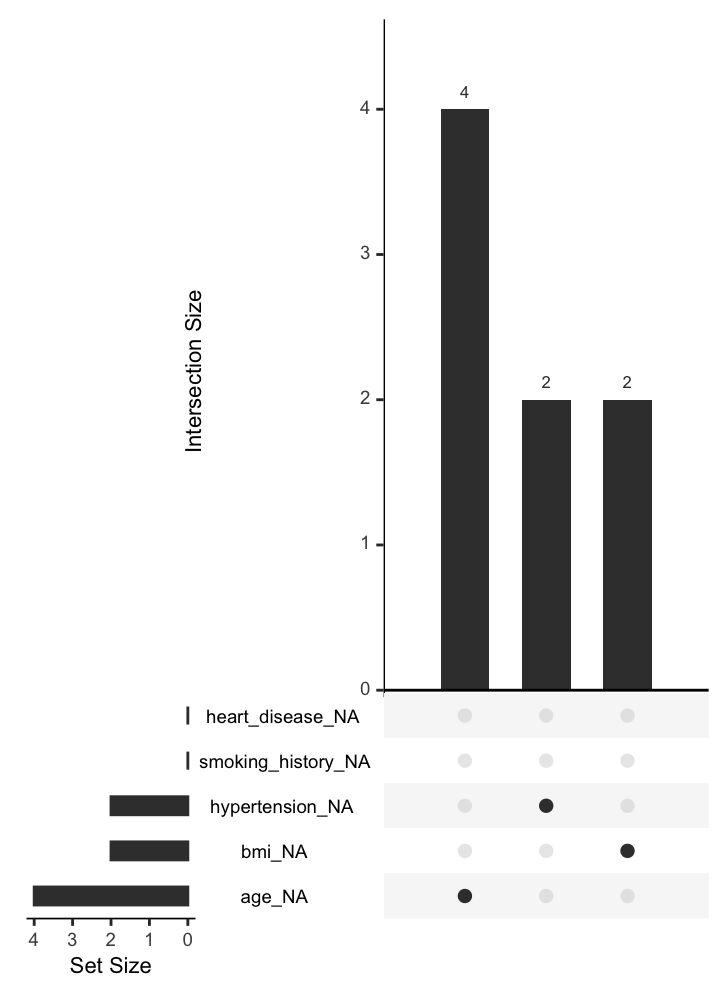 4
4
3
Intersection Size
2
2
2
1
0
heart_disease_NA
smoking_history_NA
hypertension_NA
bmi_NA
age_NA
4 3 2 1 0
Set Size